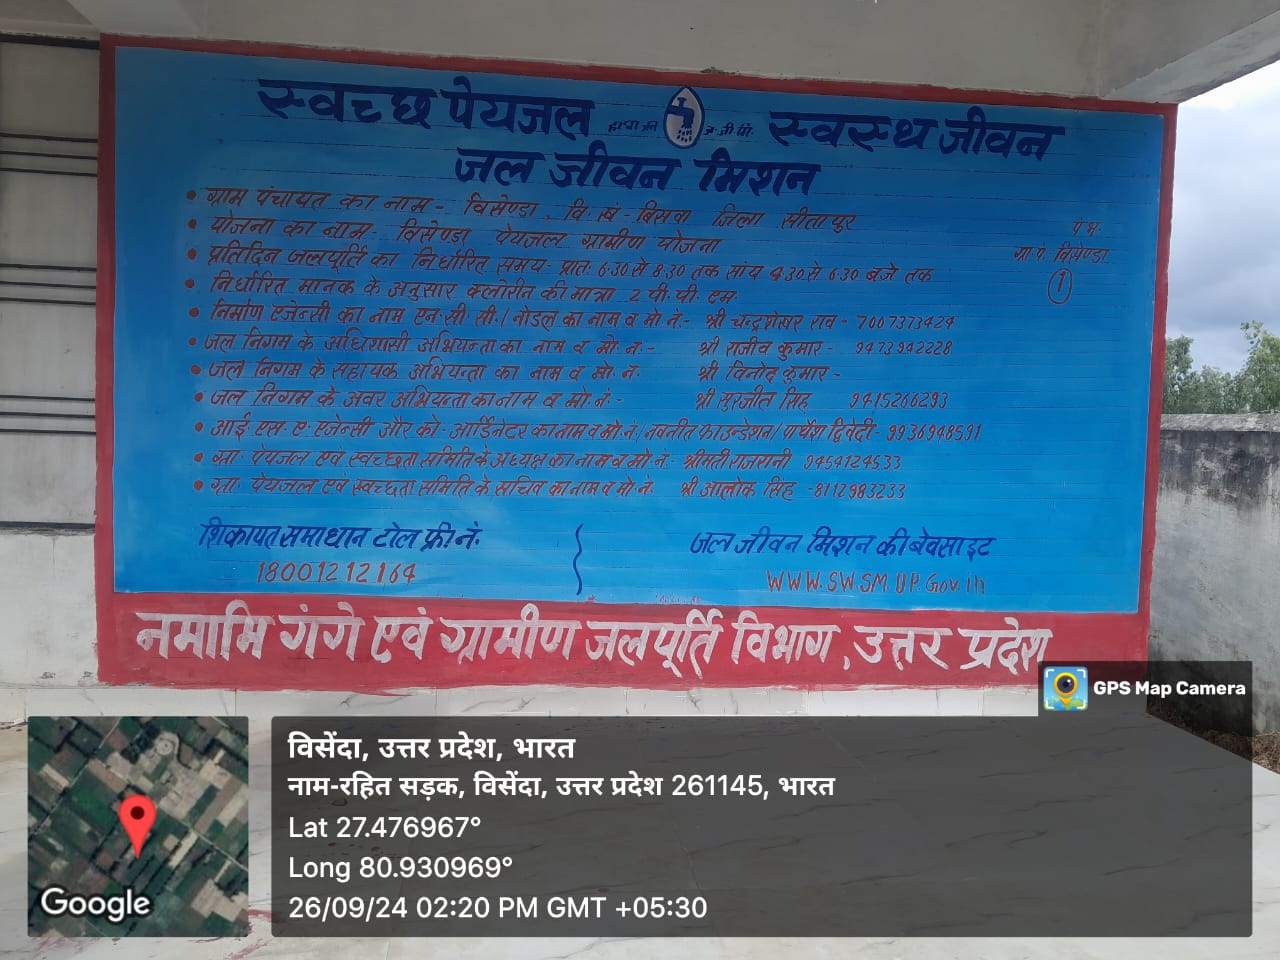 स्वच्छ पेयजल ज.जी.मि. स्वस्थ जीवन
जल जीवन मिशन
• ग्राम पंचायत का नाम - विसेण्डा, वि. खं - बिसवा जिला सीतापुर
• योजना का नाम - विसेण्डा पेयजल ग्रामीण योजना
ग्रा. पं. विसेण्डा
1
• प्रतिदिन जलपूर्ति का निर्धारित समय - प्रातः 6.30 से 8.30 तक सांय 4.30 से 6.30 बजे तक
• निर्धारित मानक के अनुसार क्लोरीन की मात्रा 2 पी. पी. एम.
• निर्माण एजेन्सी का नाम एन. सी. सी. / नोडल का नाम व मो. नं. - श्री चन्द्रशेखर राव - 7007373424
• जल निगम के अधिशासी अभियन्ता का नाम व मो. नं. - श्री राजीव कुमार - 9473942228
• जल निगम के सहायक अभियन्ता का नाम व मो. नं. श्री विनोद कुमार -
• जल निगम के अवर अभियन्ता का नाम व मो. नं. - श्री सुरजीत सिंह 9415266293
• आई. एस. ए. एजेन्सी और को-आर्डिनेटर का नाम व मो. नं / नवनीत फाउन्डेशन / पार्थेश द्विवेदी - 9936948591
• ग्रा. पेयजल एवं स्वच्छता समिति के अध्यक्ष का नाम व मो. नं. - श्रीमती राजरानी 9454124533
• ग्रा. पेयजल एवं स्वच्छता समिति के सचिव का नाम व मो. नं. श्री आलोक सिंह - 8112983233
शिकायत समाधान टोल फ्री नं.
18001212164
जल जीवन मिशन की बेवसाइट
WWW.SWSM.UP.Gov.in
नमामि गंगे एवं ग्रामीण जलपूर्ति विभाग, उत्तर प्रदेश
GPS Map Camera
विसेंदा, उत्तर प्रदेश, भारत
नाम-रहित सड़क, विसेंदा, उत्तर प्रदेश 261145, भारत
Lat 27.476967°
Long 80.930969°
26/09/24 02:20 PM GMT +05:30
Google